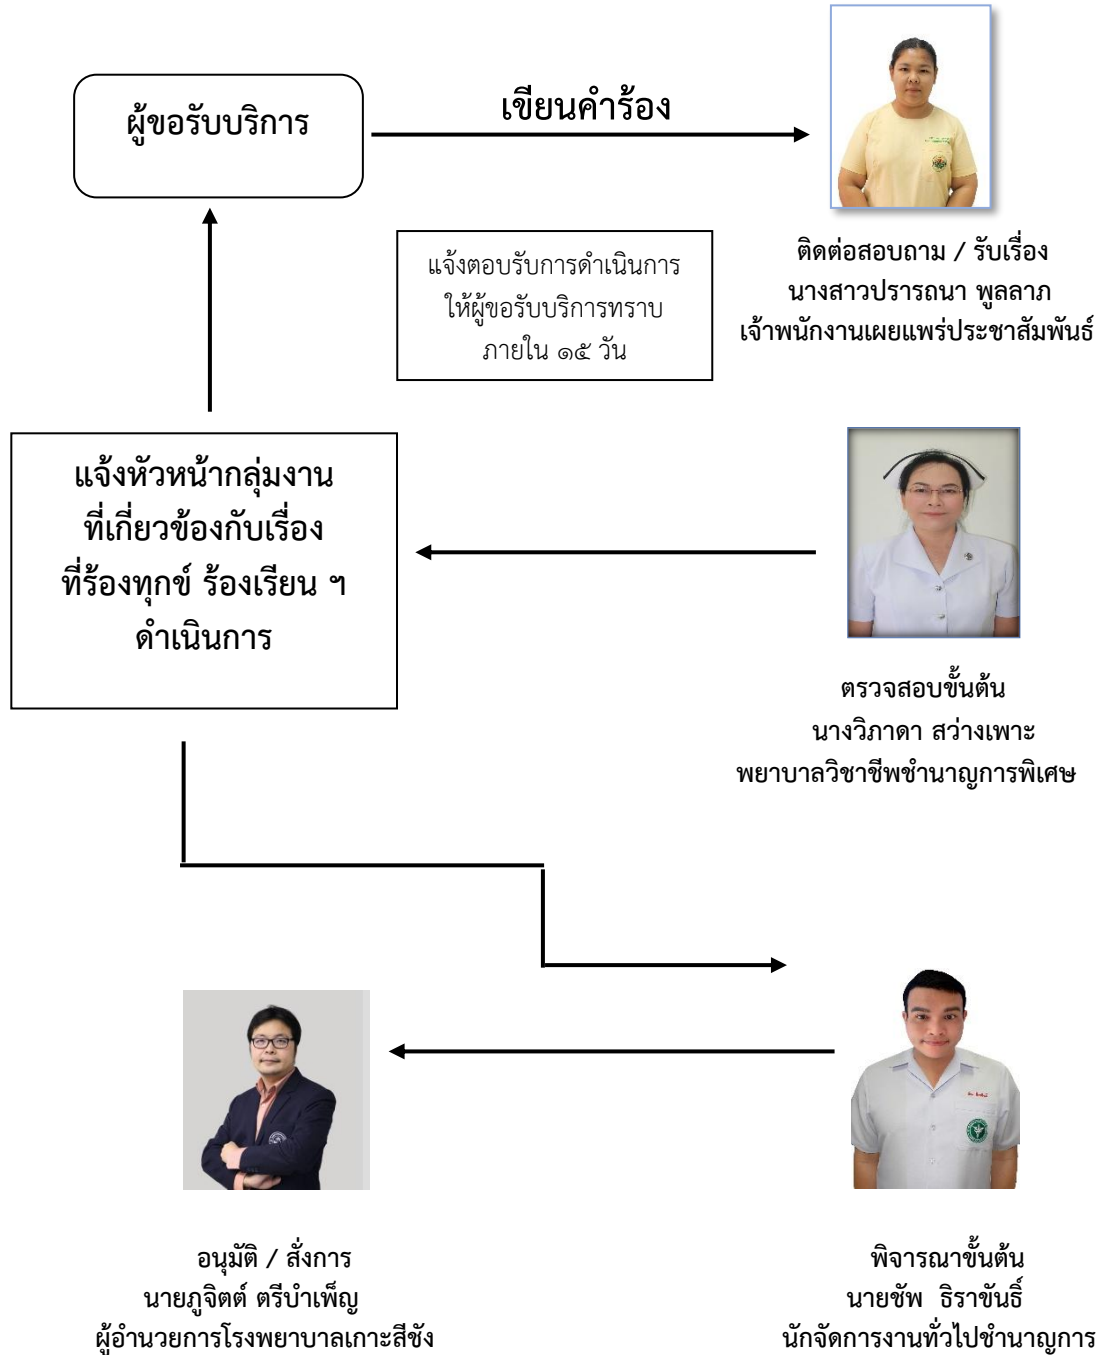 ผู้ขอรับบริการ
เขียนคำร้อง
ติดต่อสอบถาม / รับเรื่อง
นางสาวปรารถนา พูลลาภ
เจ้าพนักงานเผยแพร่ประชาสัมพันธ์
แจ้งตอบรับการดำเนินการ
ให้ผู้ขอรับบริการทราบ
ภายใน ๑๕ วัน
แจ้งหัวหน้ากลุ่มงาน
ที่เกี่ยวข้องกับเรื่อง
ที่ร้องทุกข์ ร้องเรียน ฯ
ดำเนินการ
ตรวจสอบขั้นต้น
นางวิภาดา สว่างเพาะ
พยาบาลวิชาชีพชำนาญการพิเศษ
อนุมัติ / สั่งการ
นายภูจิตต์ ตรีบำเพ็ญ
ผู้อำนวยการโรงพยาบาลเกาะสีชัง
พิจารณาขั้นต้น
นายชัพ ธิราขันธิ์
นักจัดการงานทั่วไปชำนาญการ